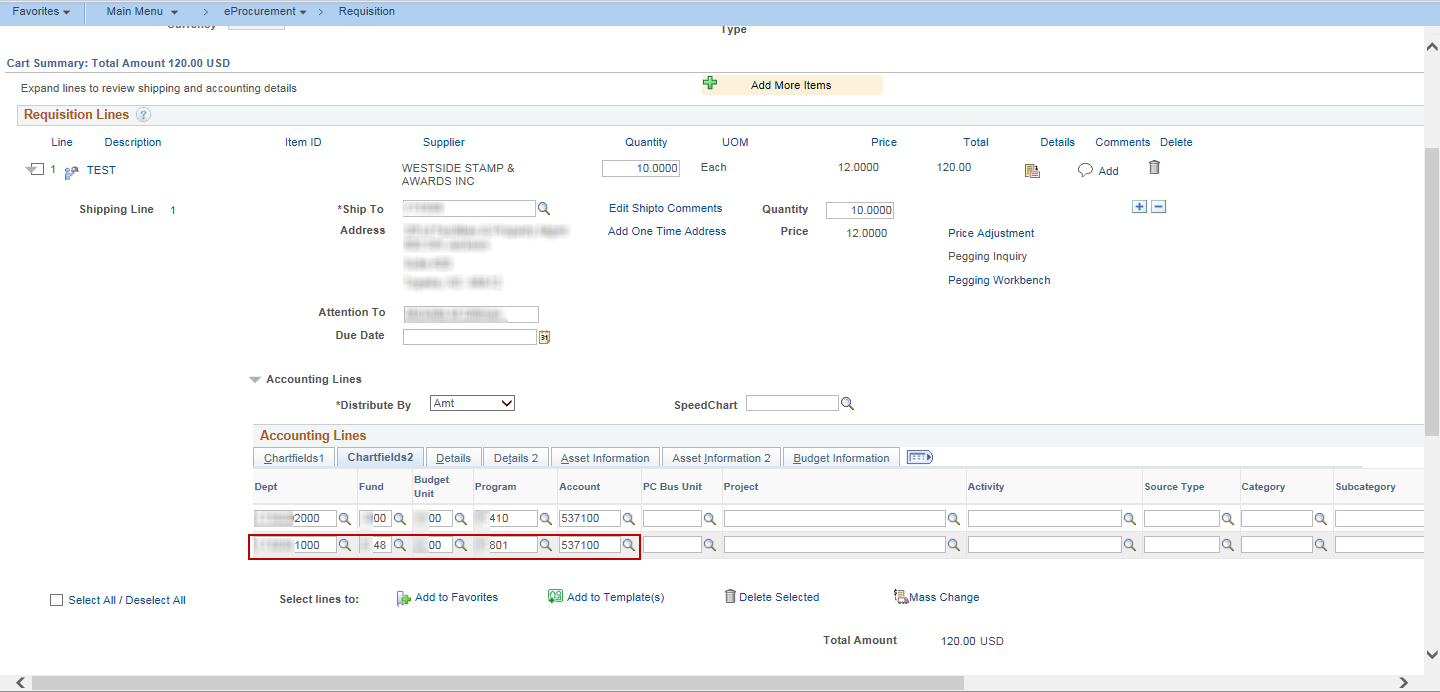 Favorites Main Menu > eProcurement > Requisition
Currency Type
Cart Summary: Total Amount 120.00 USD
Expand lines to review shipping and accounting details Add More Items
Requisition Lines ?
Line Description Item ID Supplier Quantity UOM Price Total Details Comments Delete
1 TEST WESTSIDE STAMP & AWARDS INC 10.0000 Each 12.0000 120.00 Add
Shipping Line 1 *Ship To Edit Shipto Comments Quantity 10.0000
Address Add One Time Address Price 12.0000 Price Adjustment
Pegging Inquiry
Pegging Workbench
Attention To
Due Date 31
Accounting Lines
*Distribute By Amt SpeedChart
Accounting Lines
Chartfields1 Chartfields2 Details Details 2 Asset Information Asset Information 2 Budget Information
Dept Fund Budget Unit Program Account PC Bus Unit Project Activity Source Type Category Subcategory
2000 00 00 410 537100
1000 48 00 801 537100
Select All / Deselect All Select lines to: Add to Favorites Add to Template(s) Delete Selected Mass Change
Total Amount 120.00 USD